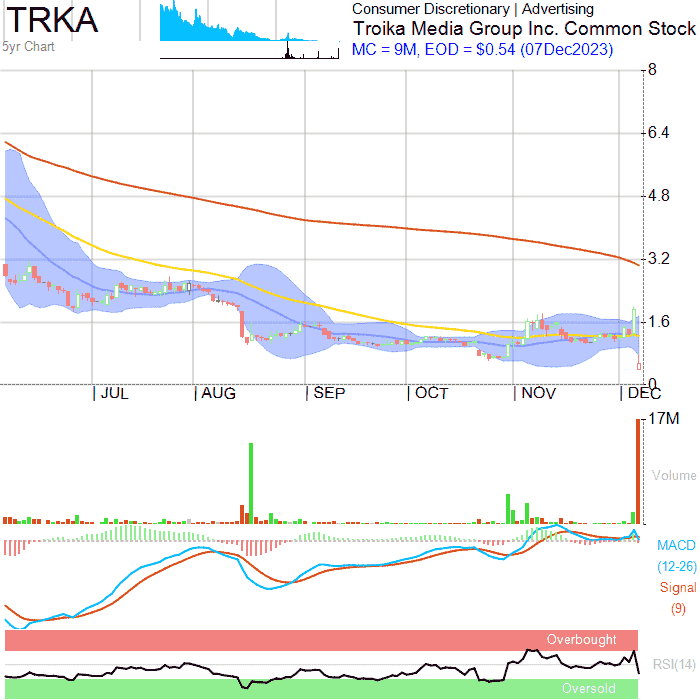 TRKA
5yr Chart
Consumer Discretionary | Advertising
Troika Media Group Inc. Common Stock
MC = 9M, EOD = $0.54 (07Dec2023)
8
6.4
4.8
3.2
1.6
0
JUL AUG SEP OCT NOV DEC
17M
Volume
MACD
(12-26)
Signal
(9)
Overbought
RSI(14)
Oversold